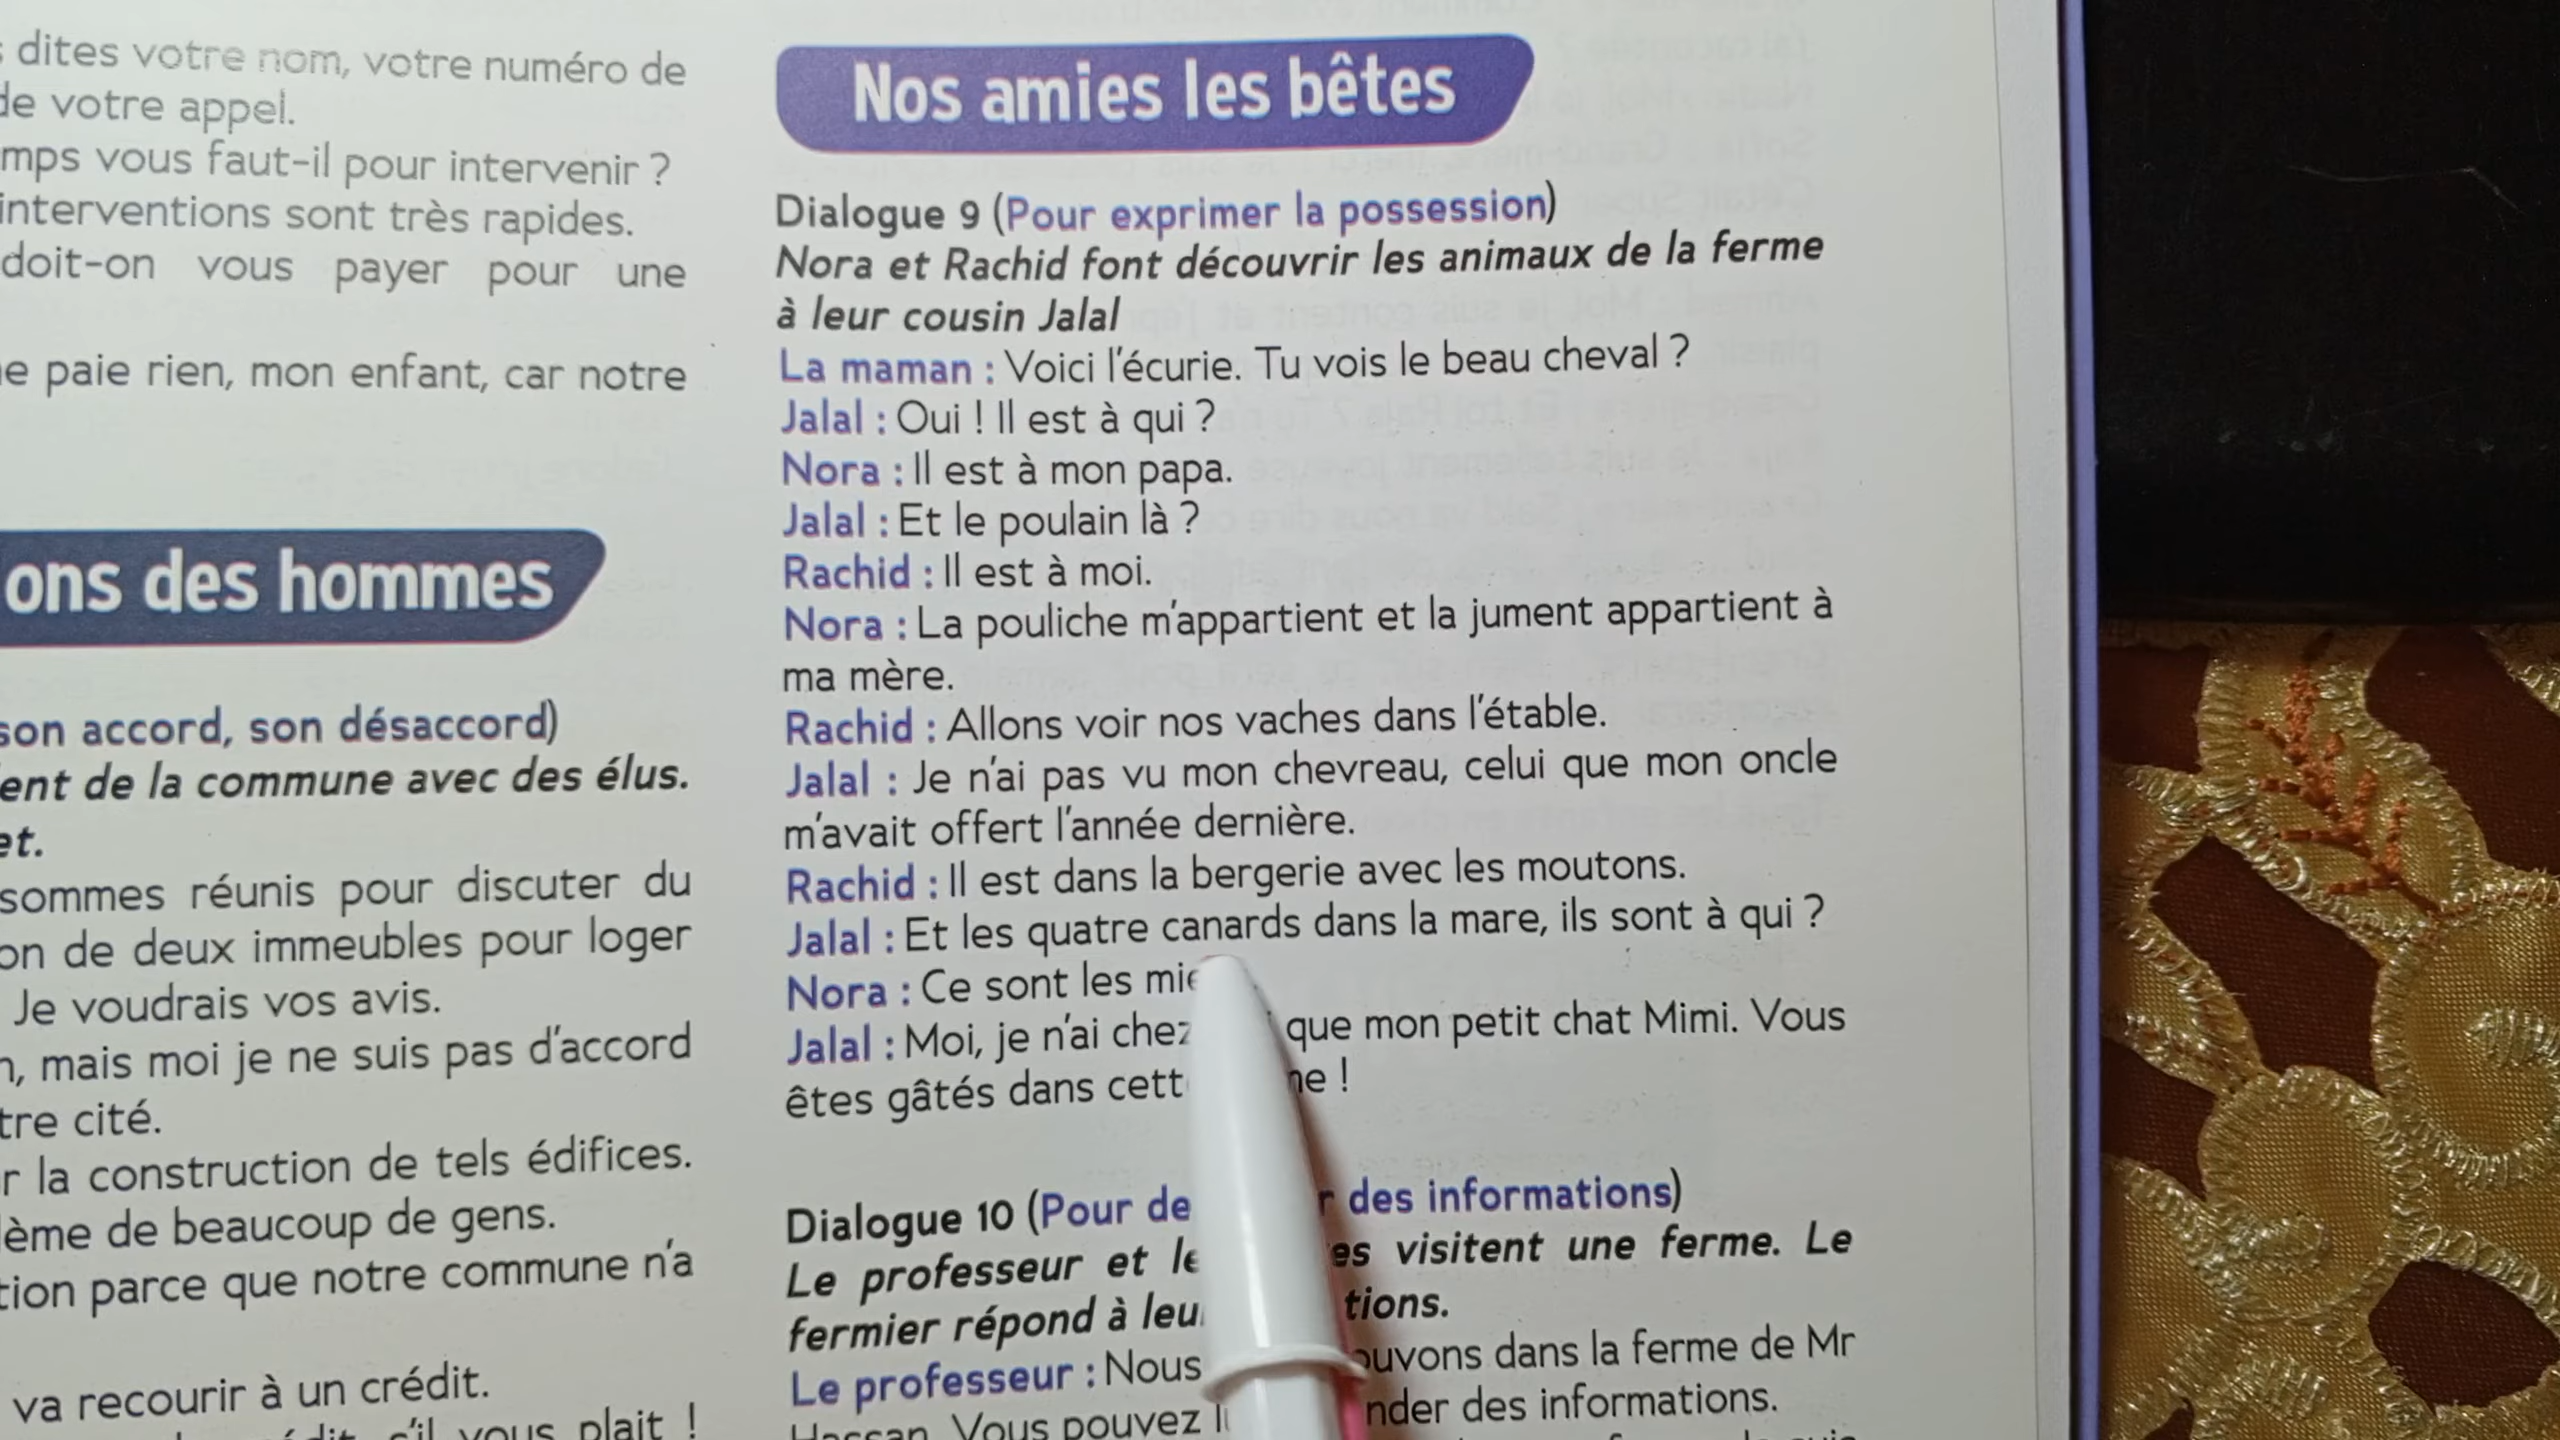 dites votre nom, votre numéro de
de votre appel.
mps vous faut-il pour intervenir ?
interventions sont très rapides.
doit-on vous payer pour une
ne paie rien, mon enfant, car notre
ons des hommes
son accord, son désaccord)
ent de la commune avec des élus.
et.
sommes réunis pour discuter du
on de deux immeubles pour loger
Je voudrais vos avis.
n, mais moi je ne suis pas d'accord
tre cité.
r la construction de tels édifices.
lème de beaucoup de gens.
tion parce que notre commune n'a
va recourir à un crédit.
s'il vous plait !
Nos amies les bêtes
Dialogue 9 (Pour exprimer la possession)
Nora et Rachid font découvrir les animaux de la ferme
à leur cousin Jalal
La maman : Voici l'écurie. Tu vois le beau cheval ?
Jalal : Oui ! Il est à qui ?
Nora : Il est à mon papa.
Jalal : Et le poulain là ?
Rachid : Il est à moi.
Nora : La pouliche m'appartient et la jument appartient à
ma mère.
Rachid : Allons voir nos vaches dans l'étable.
Jalal : Je n'ai pas vu mon chevreau, celui que mon oncle
m'avait offert l'année dernière.
Rachid : Il est dans la bergerie avec les moutons.
Jalal : Et les quatre canards dans la mare, ils sont à qui ?
Nora : Ce sont les mie
Jalal : Moi, je n'ai chez que mon petit chat Mimi. Vous
êtes gâtés dans cett ne !
Dialogue 10 (Pour de r des informations)
Le professeur et le es visitent une ferme. Le
fermier répond à leu tions.
Le professeur : Nous ouvons dans la ferme de Mr
Hassan. Vous pouvez l nder des informations.